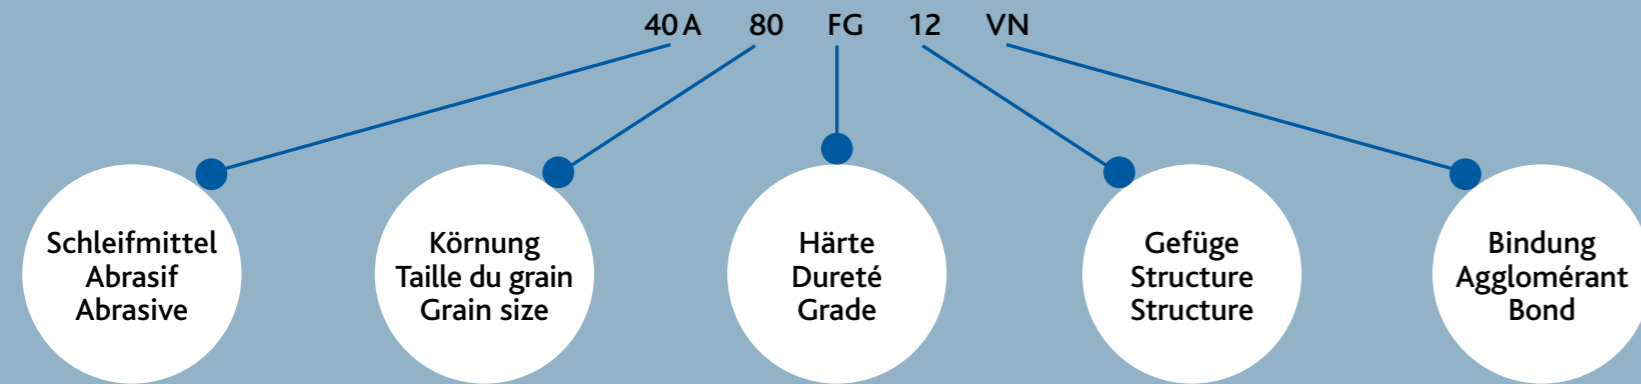 40 A 80 FG 12 VN
Schleifmittel
Abrasif
Abrasive
Körnung
Taille du grain
Grain size
Härte
Dureté
Grade
Gefüge
Structure
Structure
Bindung
Agglomérant
Bond